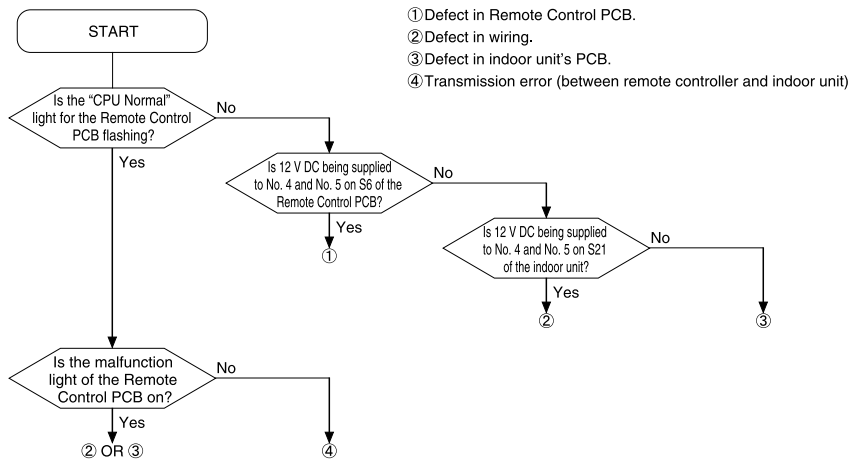 START
①Defect in Remote Control PCB.
②Defect in wiring.
③Defect in indoor unit's PCB.
④Transmission error (between remote controller and indoor unit)
Is the “CPU Normal”
light for the Remote Control
PCB flashing?
No
Yes
Is 12 V DC being supplied
to No. 4 and No. 5 on S6 of the
Remote Control PCB?
No
Yes
①
Is 12 V DC being supplied
to No. 4 and No. 5 on S21
of the indoor unit?
No
Yes
②
③
Is the malfunction
light of the Remote
Control PCB on?
No
Yes
② OR ③
④